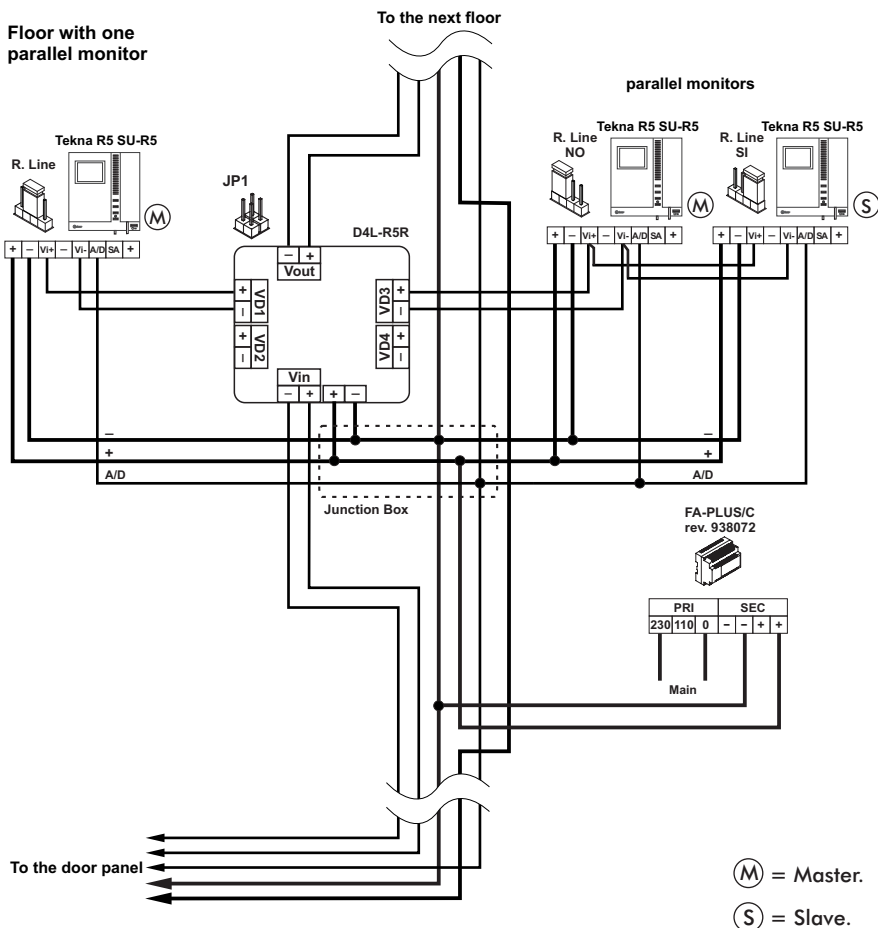 Floor with one
parallel monitor
To the next floor
parallel monitors
Tekna R5 SU-R5
R. Line
M
+ – Vi+ – Vi- A/D SA +
JP1
D4L-R5R
– +
Vout
+ – VD1
+ – VD2
VD3 + –
VD4 + –
Vin
– + + –
R. Line
NO
Tekna R5 SU-R5
M
+ – Vi+ – Vi- A/D SA +
R. Line
SI
Tekna R5 SU-R5
S
+ – Vi+ – Vi- A/D SA +
–
+
A/D
–
+
A/D
Junction Box
FA-PLUS/C
rev. 938072
PRI SEC
230 110 0 – – + +
Main
To the door panel
M = Master.
S = Slave.